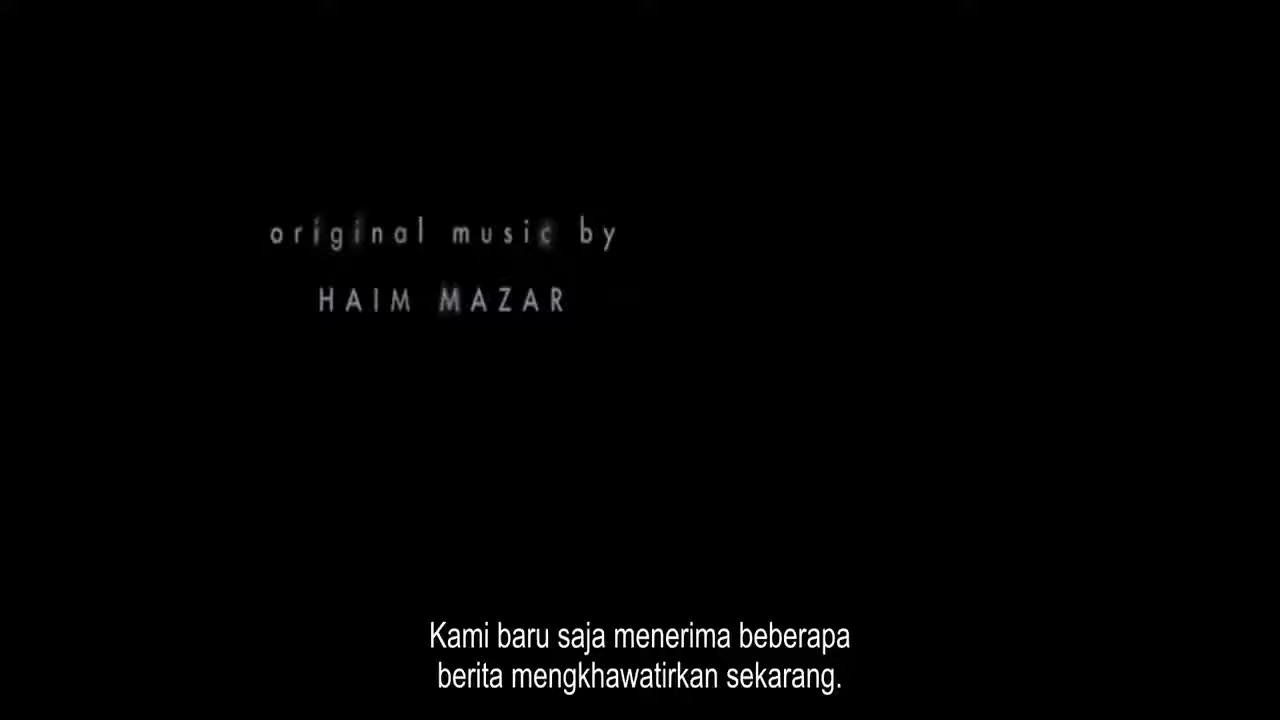 original music by
HAIM MAZAR
Kami baru saja menerima beberapa
berita mengkhawatirkan sekarang.